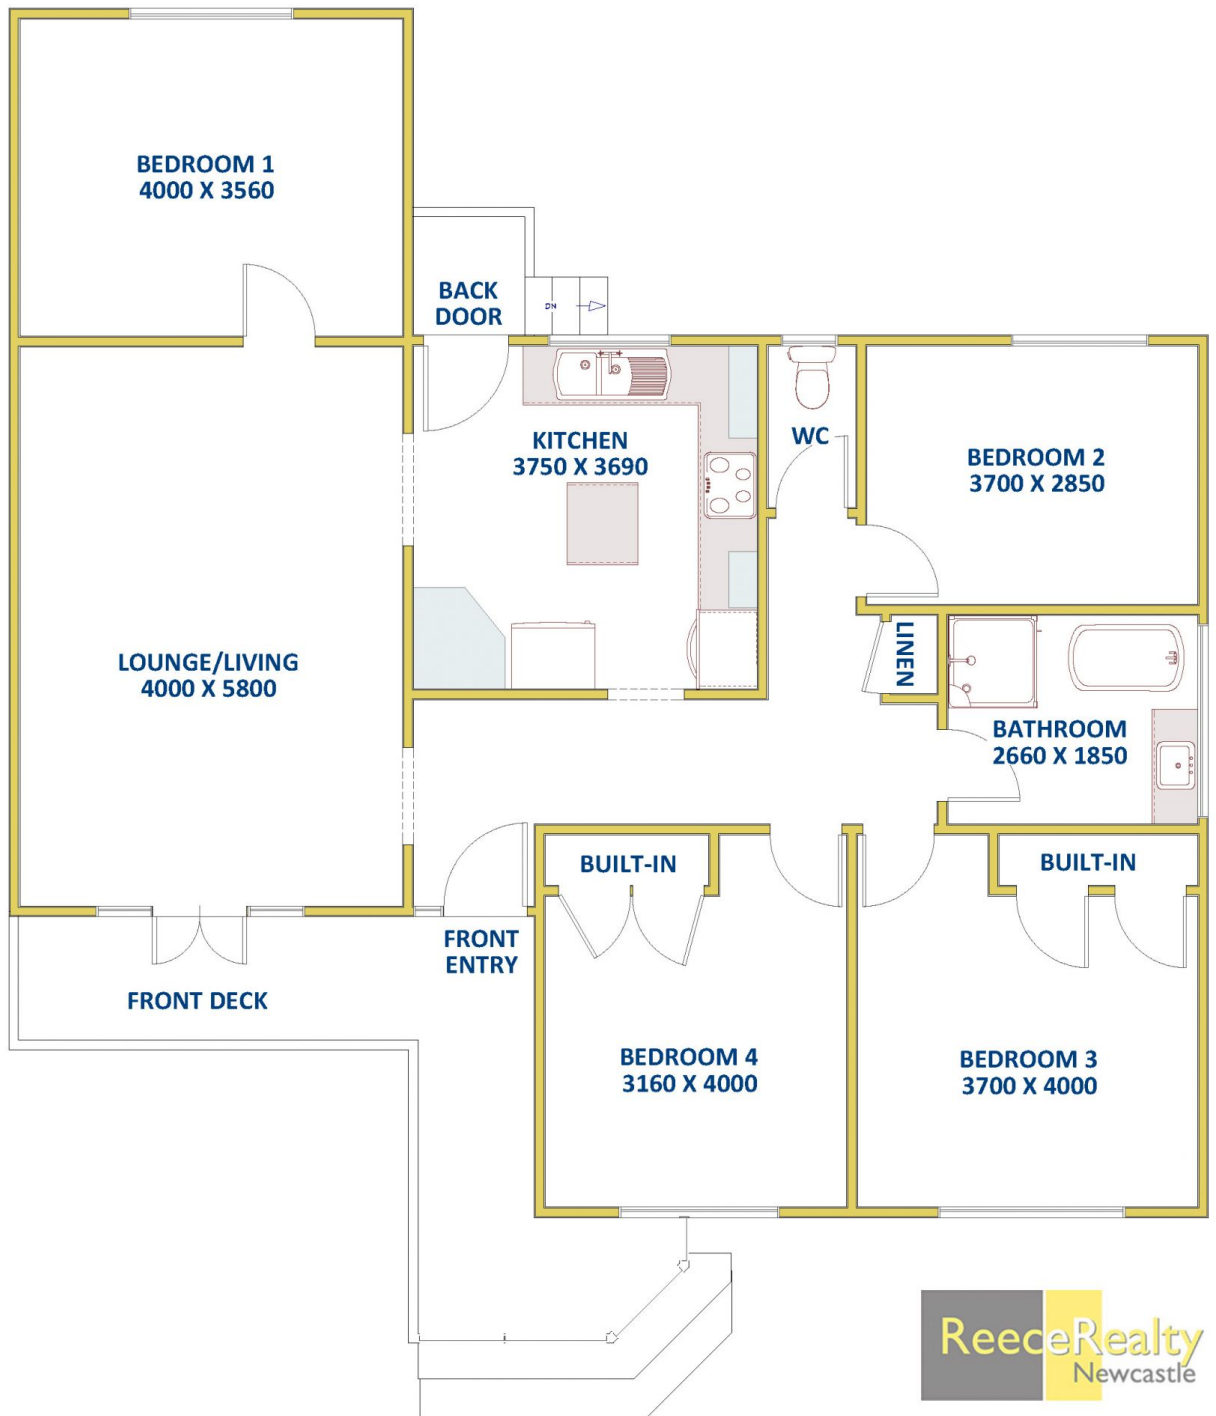 BEDROOM 1
4000 X 3560
BACK
DOOR
DN
KITCHEN
3750 X 3690
WC
BEDROOM 2
3700 X 2850
LOUNGE/LIVING
4000 X 5800
LINEN
BATHROOM
2660 X 1850
BUILT-IN
BUILT-IN
FRONT
ENTRY
FRONT DECK
BEDROOM 4
3160 X 4000
BEDROOM 3
3700 X 4000
ReeceRealty
Newcastle